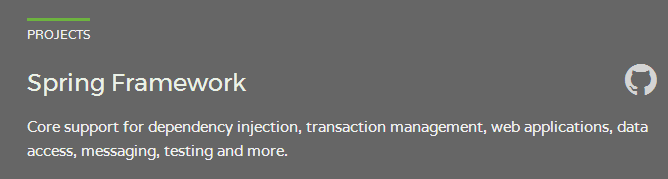 PROJECTS
Spring Framework
Core support for dependency injection, transaction management, web applications, data
access, messaging, testing and more.